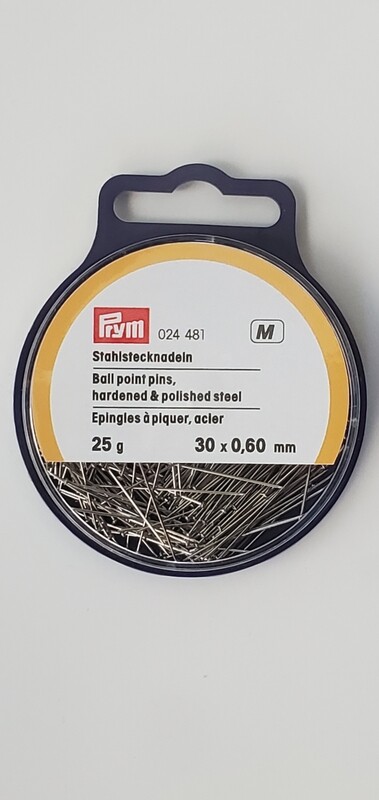 Prym 024 481 M
Stahlstecknadeln
Ball point pins,
hardened & polished steel
Epingles à piquer, acier
25 g 30 x 0,60 mm